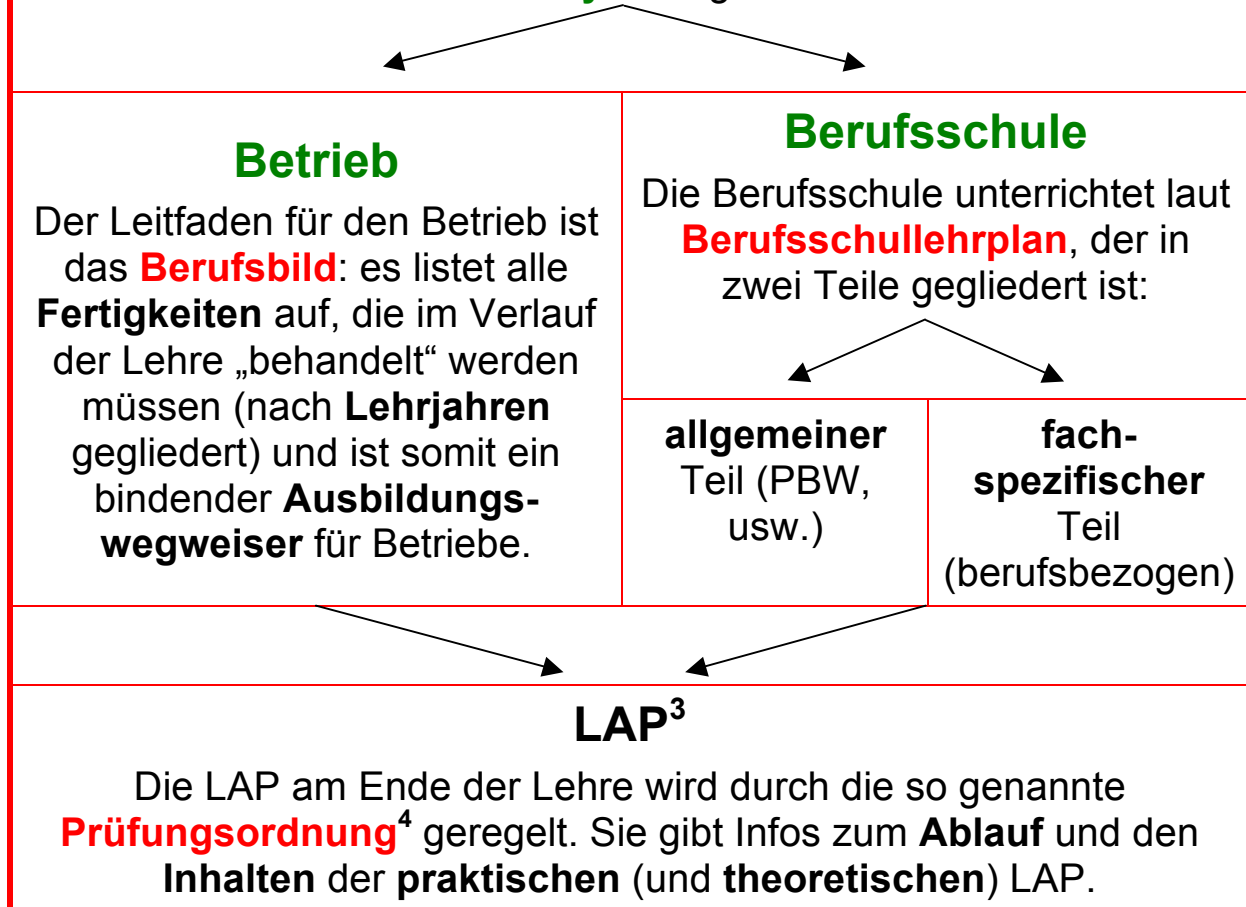 Betrieb
Der Leitfaden für den Betrieb ist
das Berufsbild: es listet alle
Fertigkeiten auf, die im Verlauf
der Lehre „behandelt“ werden
müssen (nach Lehrjahren
gegliedert) und ist somit ein
bindender Ausbildungs-
wegweiser für Betriebe.
Berufsschule
Die Berufsschule unterrichtet laut
Berufsschullehrplan, der in
zwei Teile gegliedert ist:
allgemeiner
Teil (PBW,
usw.)
fach-
spezifischer
Teil
(berufsbezogen)
LAP³
Die LAP am Ende der Lehre wird durch die so genannte
Prüfungsordnung⁴ geregelt. Sie gibt Infos zum Ablauf und den
Inhalten der praktischen (und theoretischen) LAP.